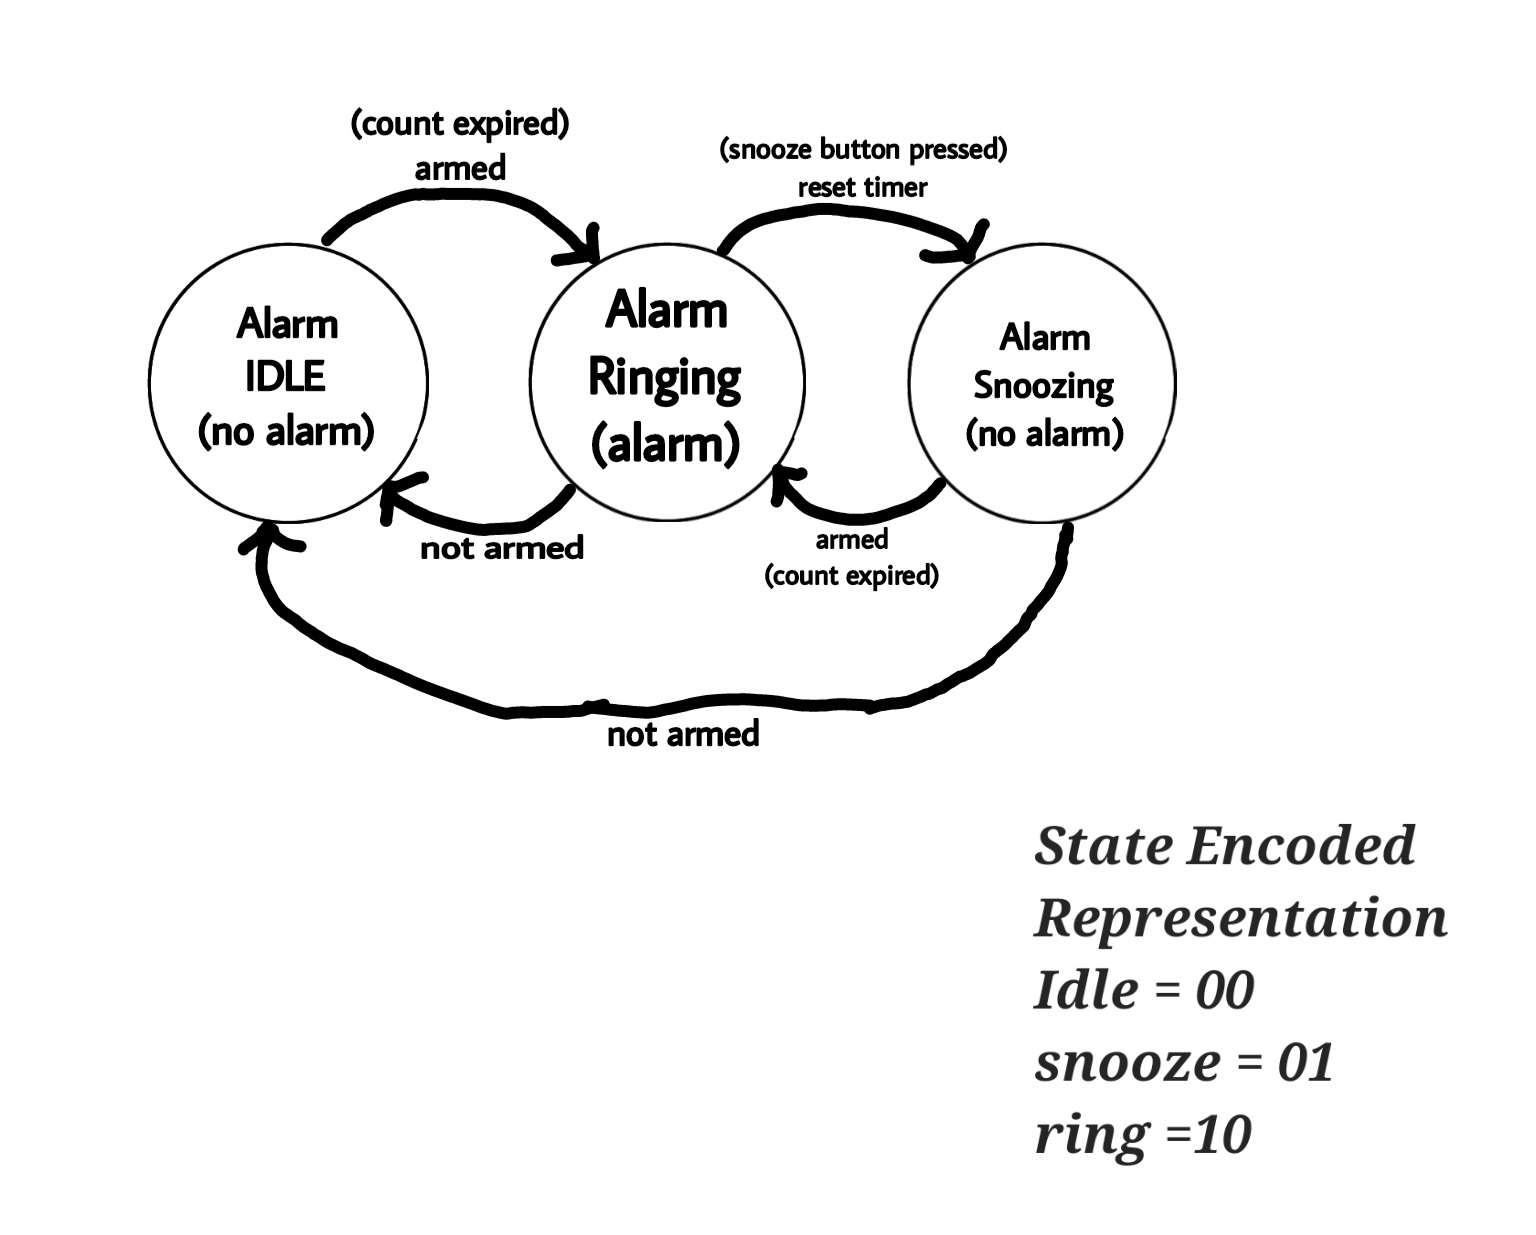 (count expired)
armed
(snooze button pressed)
reset timer
Alarm
IDLE
(no alarm)
Alarm
Ringing
(alarm)
Alarm
Snoozing
(no alarm)
not armed
armed
(count expired)
not armed
State Encoded
Representation
Idle = 00
snooze = 01
ring =10